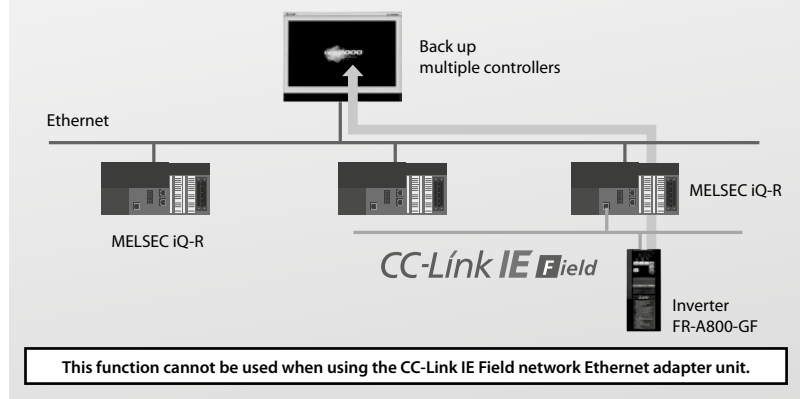 Back up
multiple controllers
Ethernet
MELSEC iQ-R
MELSEC iQ-R
CC-Línk IE Field
Inverter
FR-A800-GF
This function cannot be used when using the CC-Link IE Field network Ethernet adapter unit.